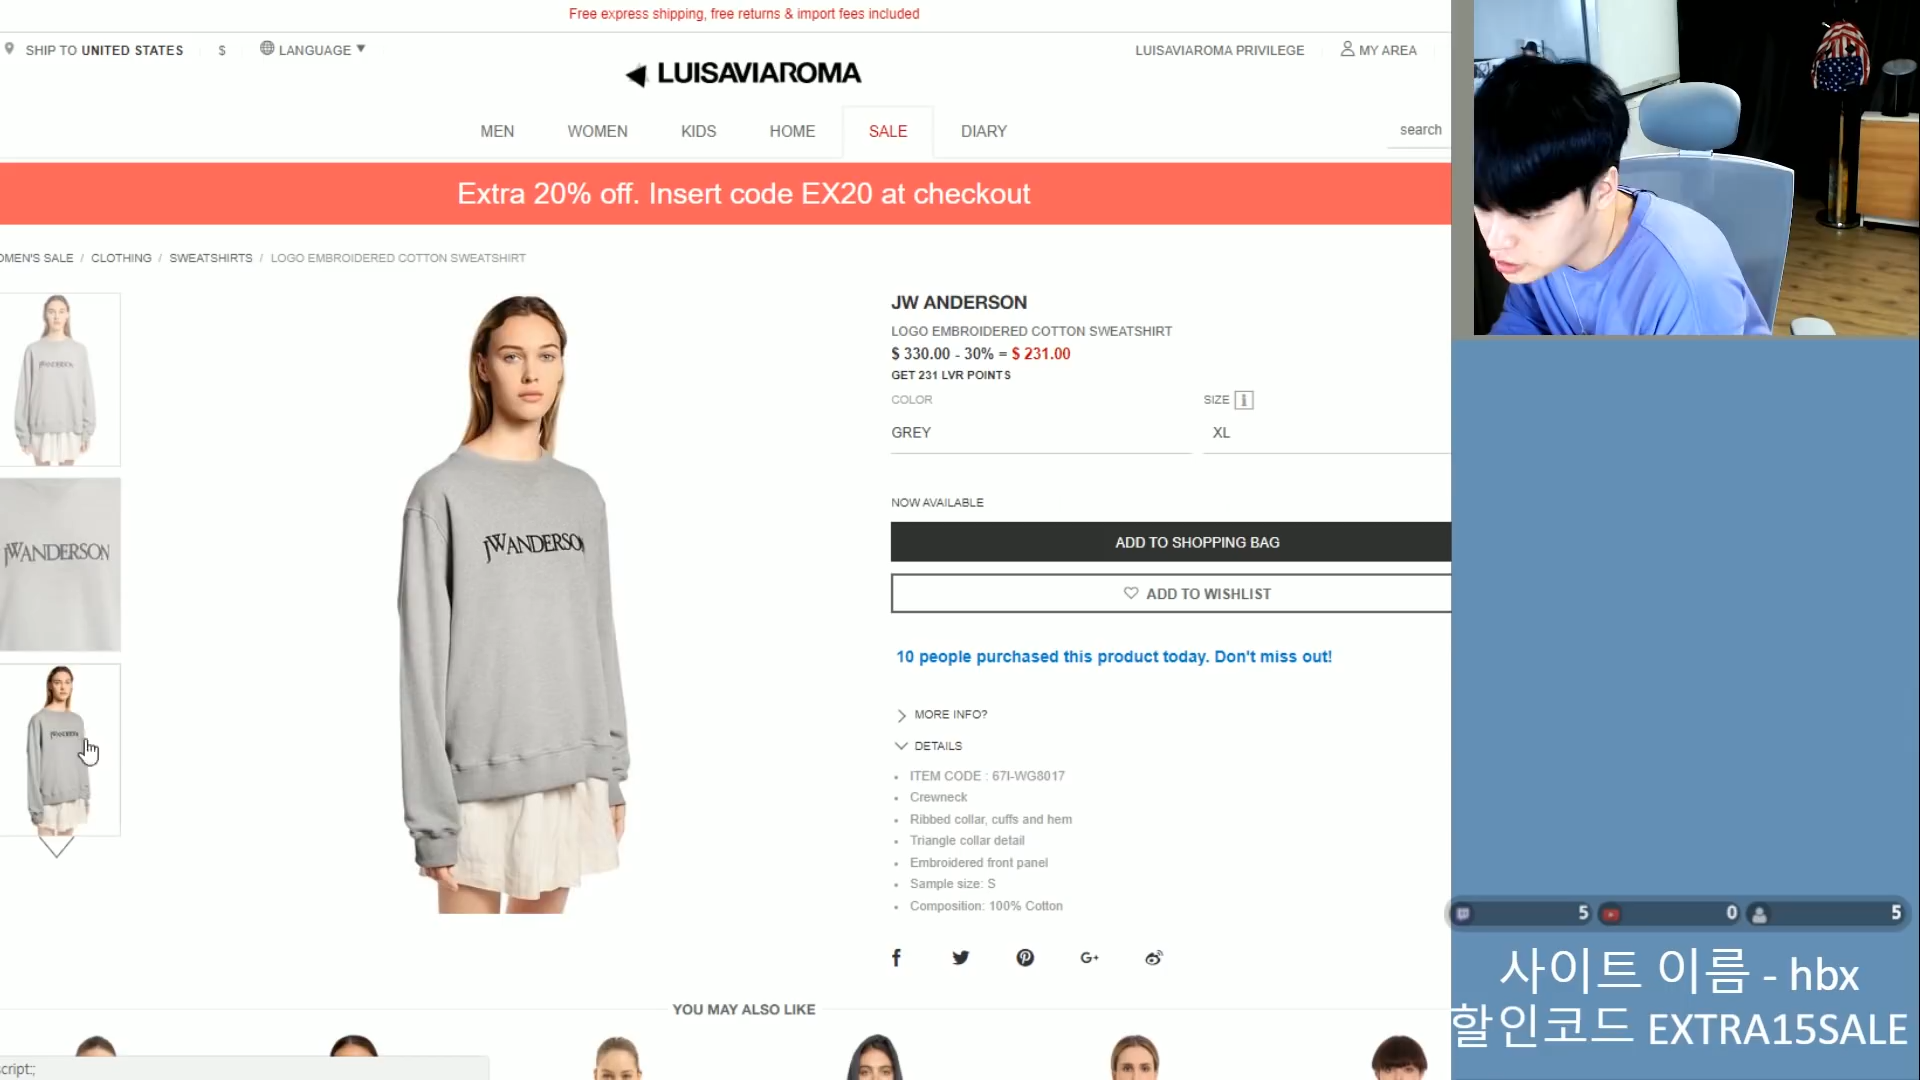 Free express shipping, free returns & import fees included
SHIP TO UNITED STATES
$
LANGUAGE
LUISAVIAROMA PRIVILEGE
MY AREA
LUISAVIAROMA
MEN
WOMEN
KIDS
HOME
SALE
DIARY
search
Extra 20% off. Insert code EX20 at checkout
OMEN'S SALE / CLOTHING / SWEATSHIRTS / LOGO EMBROIDERED COTTON SWEATSHIRT
JW ANDERSON
LOGO EMBROIDERED COTTON SWEATSHIRT
$ 330.00 - 30% = $ 231.00
GET 231 LVR POINTS
COLOR
SIZE
GREY
XL
NOW AVAILABLE
ADD TO SHOPPING BAG
ADD TO WISHLIST
10 people purchased this product today. Don't miss out!
MORE INFO?
DETAILS
ITEM CODE : 67I-WG8017
Crewneck
Ribbed collar, cuffs and hem
Triangle collar detail
Embroidered front panel
Sample size: S
Composition: 100% Cotton
JWANDERSON
JWANDERSON
JWANDERSON
JWANDERSON
YOU MAY ALSO LIKE
cript:;
5
0
5
사이트 이름 - hbx
할인코드 EXTRA15SALE